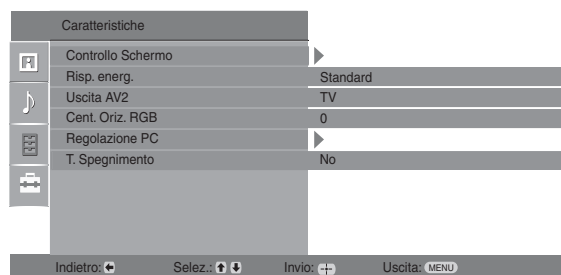 Caratteristiche
Controllo Schermo
Risp. energ. Standard
Uscita AV2 TV
Cent. Oriz. RGB 0
Regolazione PC
T. Spegnimento No
Indietro: Selez.: Invio: Uscita: MENU